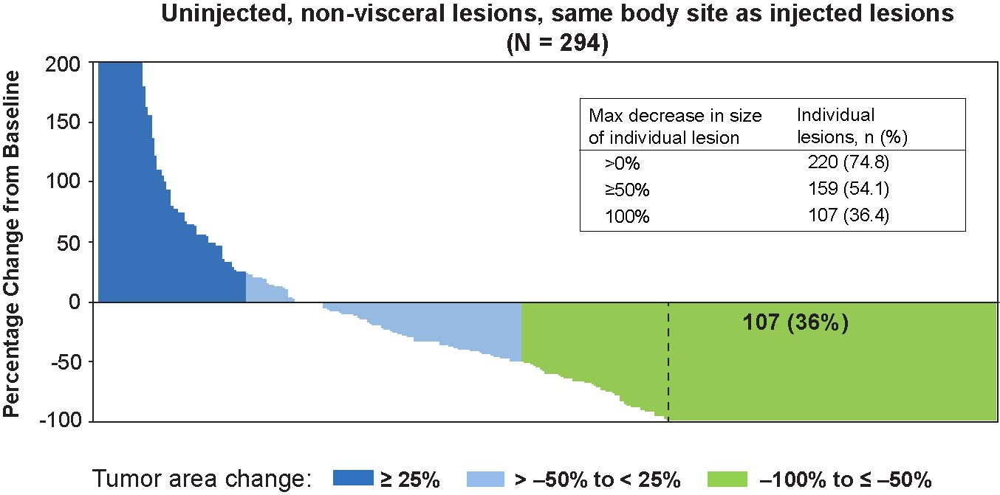 Uninjected, non-visceral lesions, same body site as injected lesions
(N = 294)
Percentage Change from Baseline
200
150
100
50
0
-50
-100
Max decrease in size
of individual lesion
Individual
lesions, n (%)
>0% 220 (74.8)
≥50% 159 (54.1)
100% 107 (36.4)
107 (36%)
Tumor area change: ≥ 25% > –50% to < 25% –100% to ≤ –50%